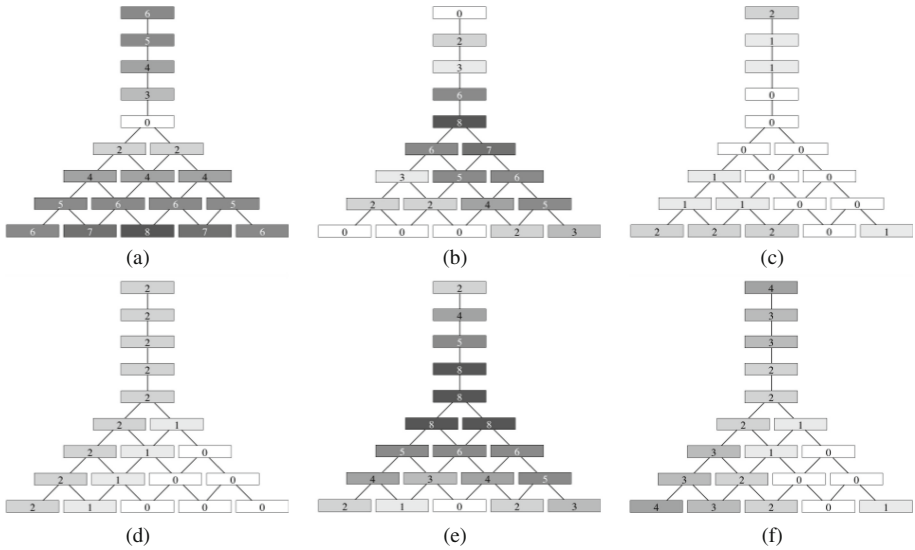 6 0 2
5 2 1
4 3 1
3 6 0
0 8 0
2 2 6 7 0 0
4 4 4 3 5 6 1 0 0
5 6 6 5 2 2 4 5 1 1 0 0
6 7 8 7 6 0 0 0 2 3 2 2 2 0 1
(a) (b) (c)
2 2 4
2 4 3
2 5 3
2 8 2
2 8 2
2 1 8 8 2 1
2 1 0 5 6 6 3 1 0
2 1 0 0 4 3 4 5 3 2 0 0
2 1 0 0 0 2 1 0 2 3 4 3 2 0 1
(d) (e) (f)